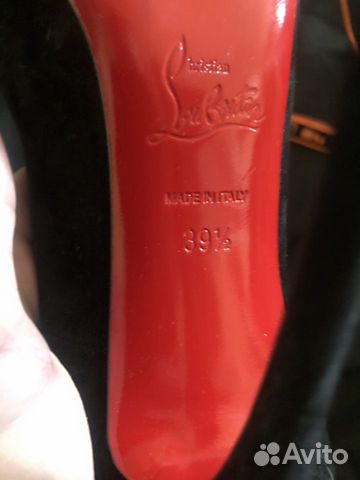 Christian
Louboutin
MADE IN ITALY
39½
Avito